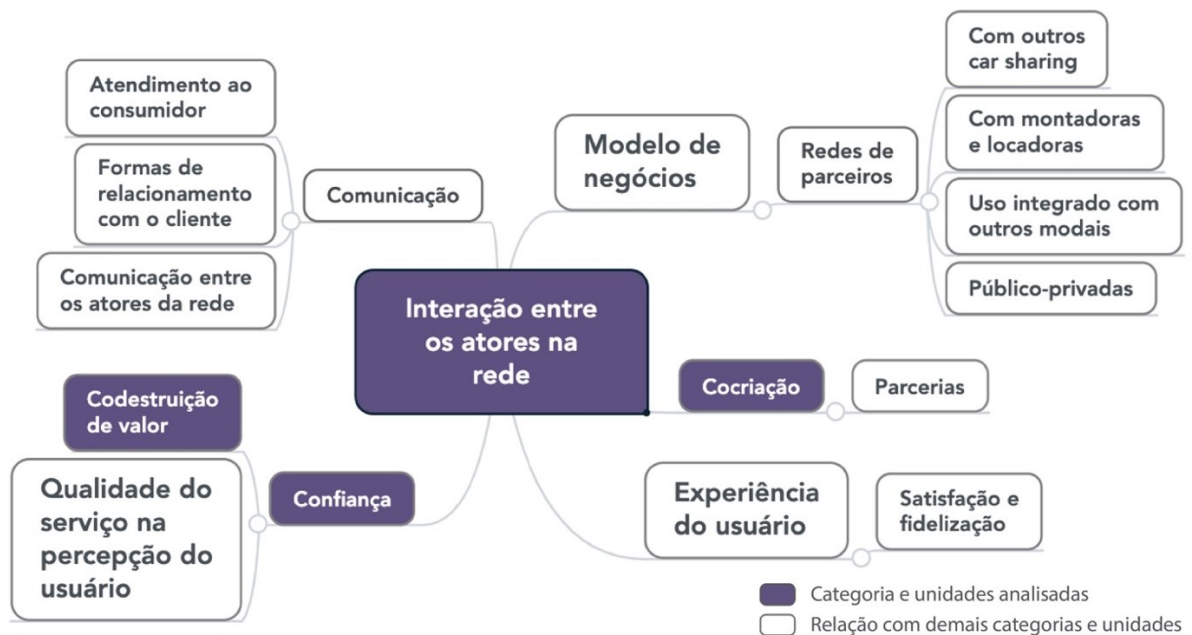 Atendimento ao
consumidor
Formas de
relacionamento
com o cliente
Comunicação entre
os atores da rede
Comunicação
Modelo de
negócios
Redes de
parceiros
Com outros
car sharing
Com montadoras
e locadoras
Uso integrado com
outros modais
Público-privadas
Interação entre
os atores na
rede
Codestruição
de valor
Qualidade do
serviço na
percepção do
usuário
Confiança
Cocriação
Parcerias
Experiência
do usuário
Satisfação e
fidelização
Categoria e unidades analisadas
Relação com demais categorias e unidades